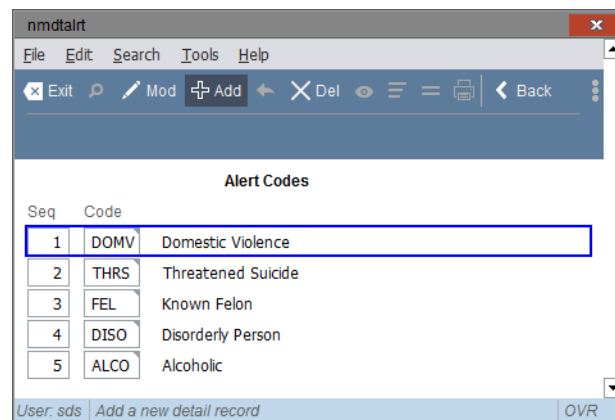 nmdtalrt
File Edit Search Tools Help
Exit Mod Add Del Back
Alert Codes
Seq Code
1 DOMV Domestic Violence
2 THRS Threatened Suicide
3 FEL Known Felon
4 DISO Disorderly Person
5 ALCO Alcoholic
User: sds Add a new detail record OVR